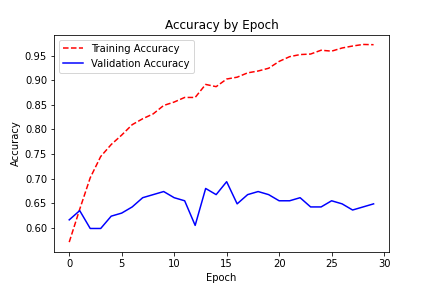 Accuracy by Epoch
Training Accuracy
Validation Accuracy
Accuracy
0.95
0.90
0.85
0.80
0.75
0.70
0.65
0.60
0 5 10 15 20 25 30
Epoch